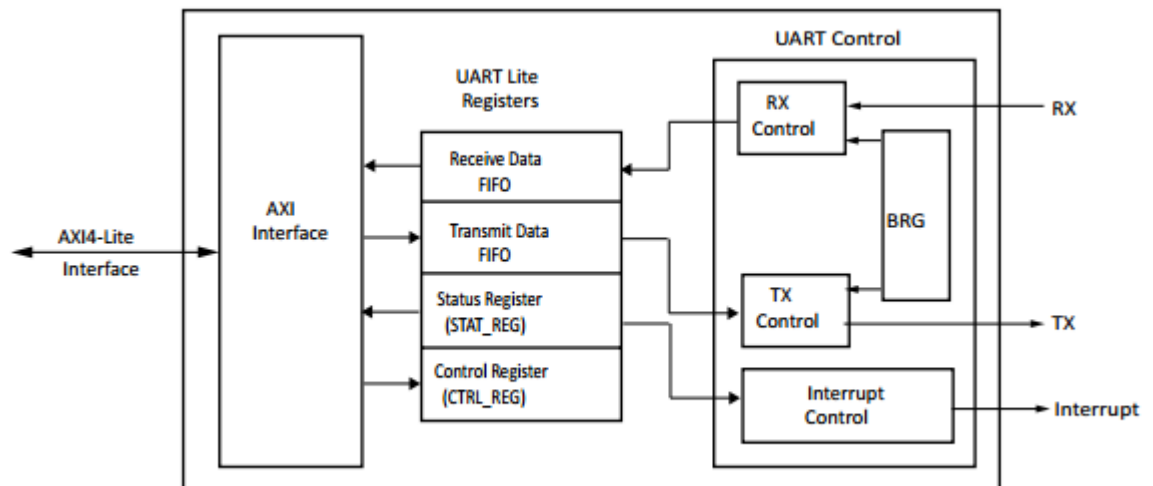 UART Control
UART Lite
Registers
RX
Control
RX
Receive Data
FIFO
AXI
Interface
Transmit Data
FIFO
BRG
AXI4-Lite
Interface
Status Register
(STAT_REG)
TX
Control
TX
Control Register
(CTRL_REG)
Interrupt
Control
Interrupt